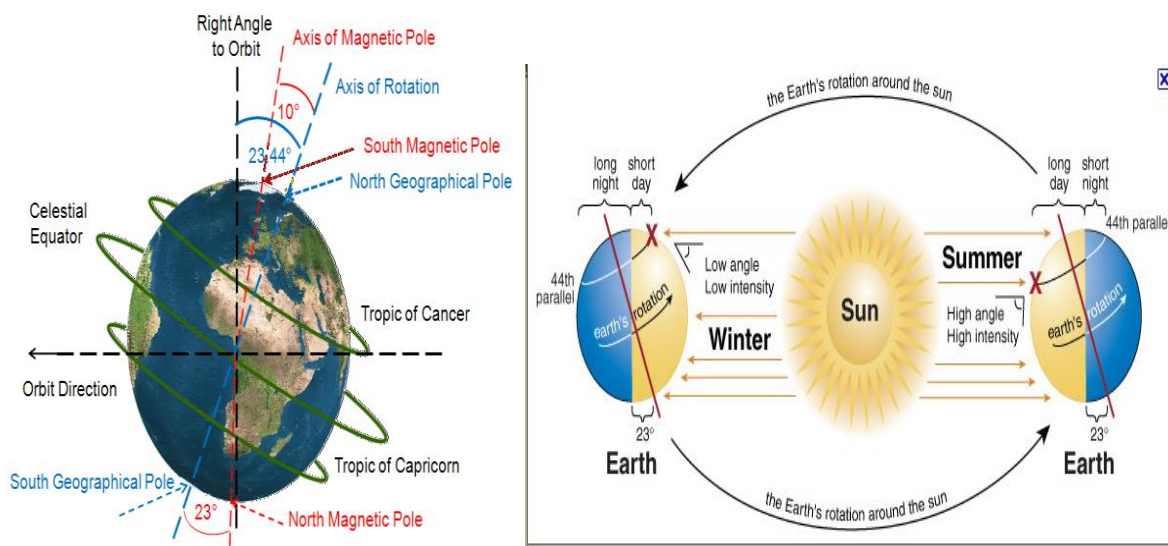 Right Angle
to Orbit
Axis of Magnetic Pole
Axis of Rotation
10°
23,44°
South Magnetic Pole
North Geographical Pole
Celestial
Equator
Tropic of Cancer
Orbit Direction
Tropic of Capricorn
South Geographical Pole
23°
North Magnetic Pole
X
the Earth's rotation around the sun
long
night
short
day
X
44th
parallel
earth's rotation
Low angle
Low intensity
Winter
23°
Earth
Sun
long
day
short
night
44th paralle
Summer
X
High angle
High intensity
earth's rotation
23°
Earth
the Earth's rotation around the sun